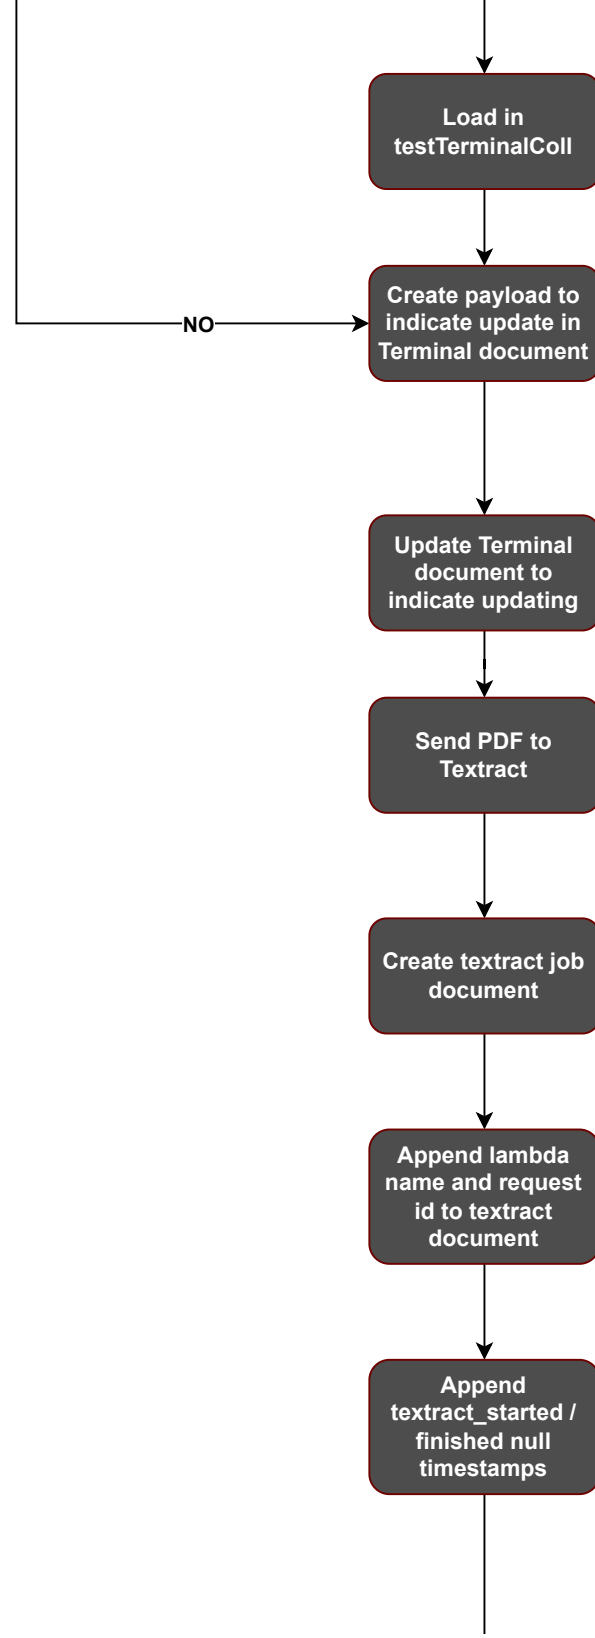 Load in
testTerminalColl
Create payload to
indicate update in
Terminal document
NO
Update Terminal
document to
indicate updating
Send PDF to
Textract
Create textract job
document
Append lambda
name and request
id to textract
document
Append
textract_started /
finished null
timestamps